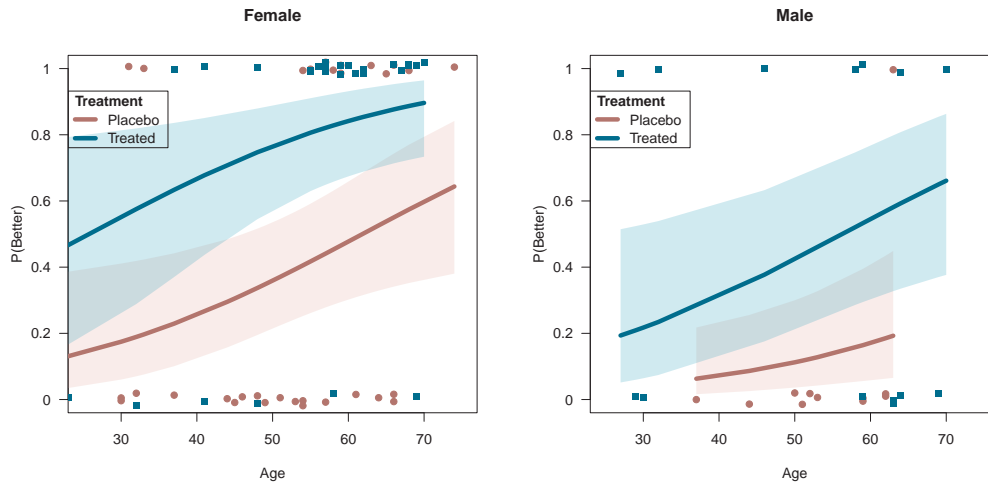 Female
P(Better)
1
0.8
0.6
0.4
0.2
0
Treatment
Placebo
Treated
30 40 50 60 70
Age
Male
P(Better)
1
0.8
0.6
0.4
0.2
0
Treatment
Placebo
Treated
30 40 50 60 70
Age